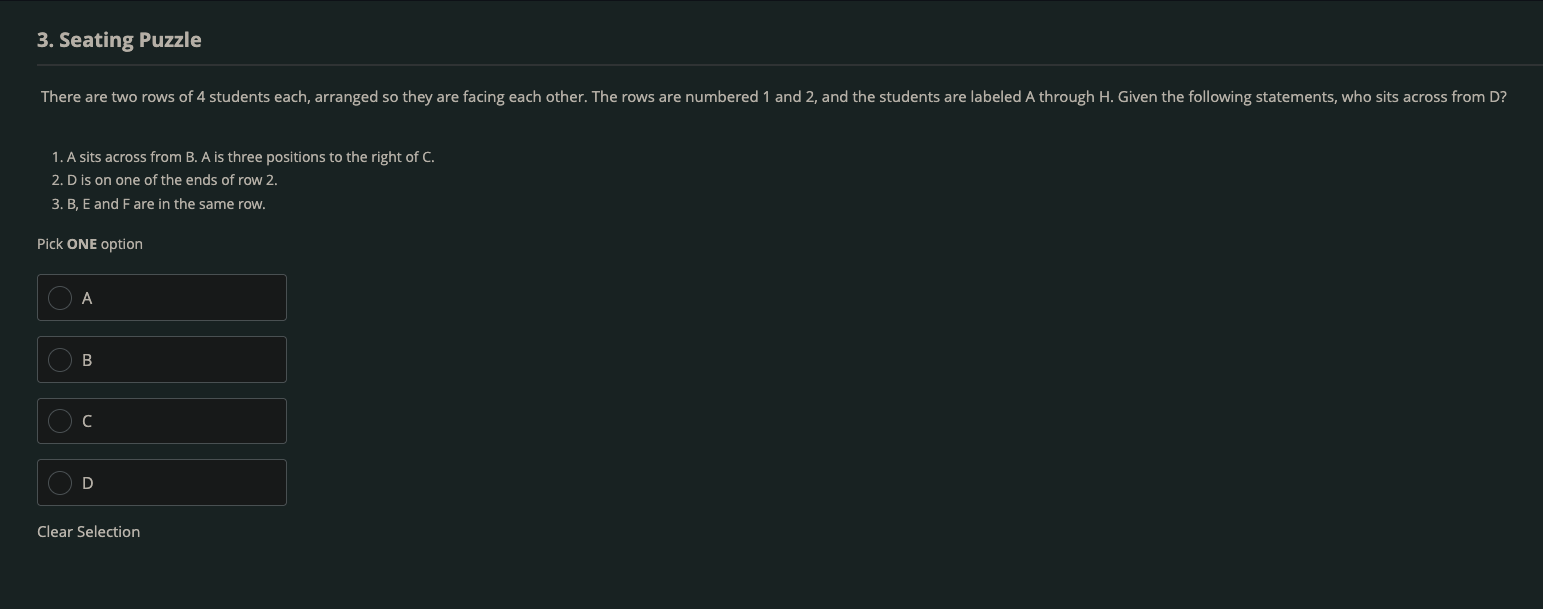 3. Seating Puzzle
There are two rows of 4 students each, arranged so they are facing each other. The rows are numbered 1 and 2, and the students are labeled A through H. Given the following statements, who sits across from D?
1. A sits across from B. A is three positions to the right of C.
2. D is on one of the ends of row 2.
3. B, E and F are in the same row.
Pick ONE option
A
B
C
D
Clear Selection